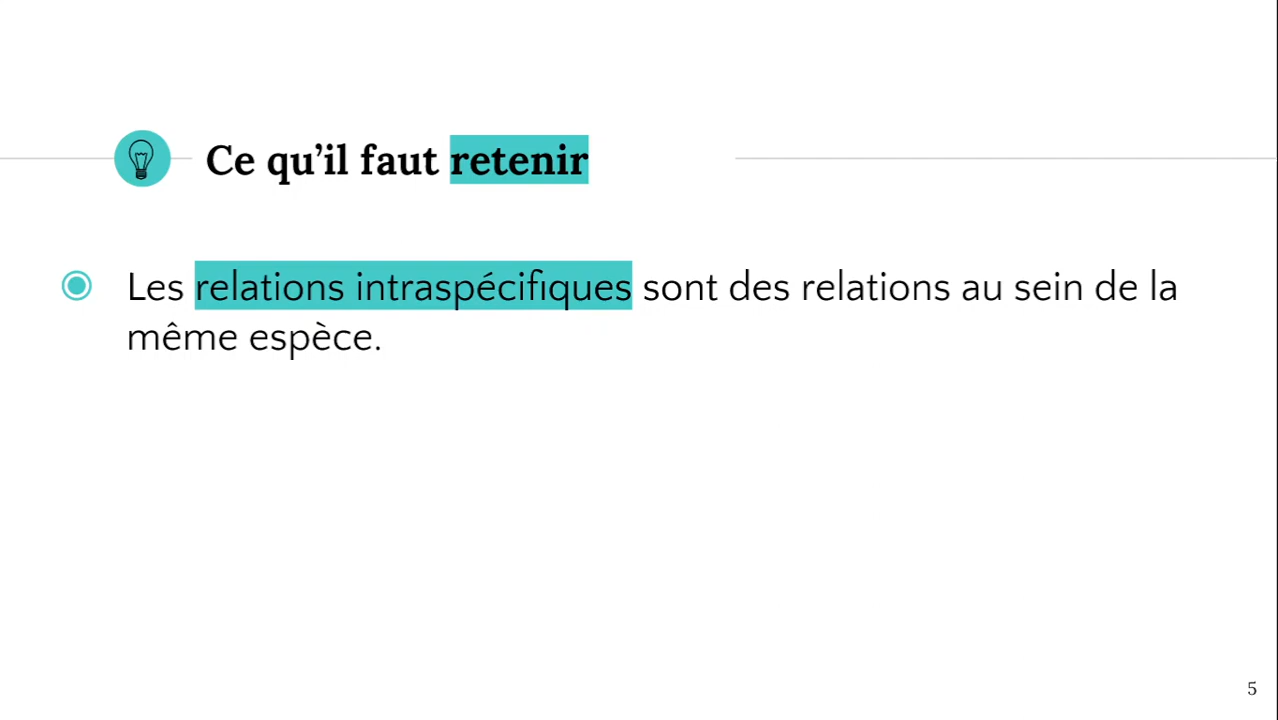 Ce qu’il faut retenir
Les relations intraspécifiques sont des relations au sein de la
même espèce.
5